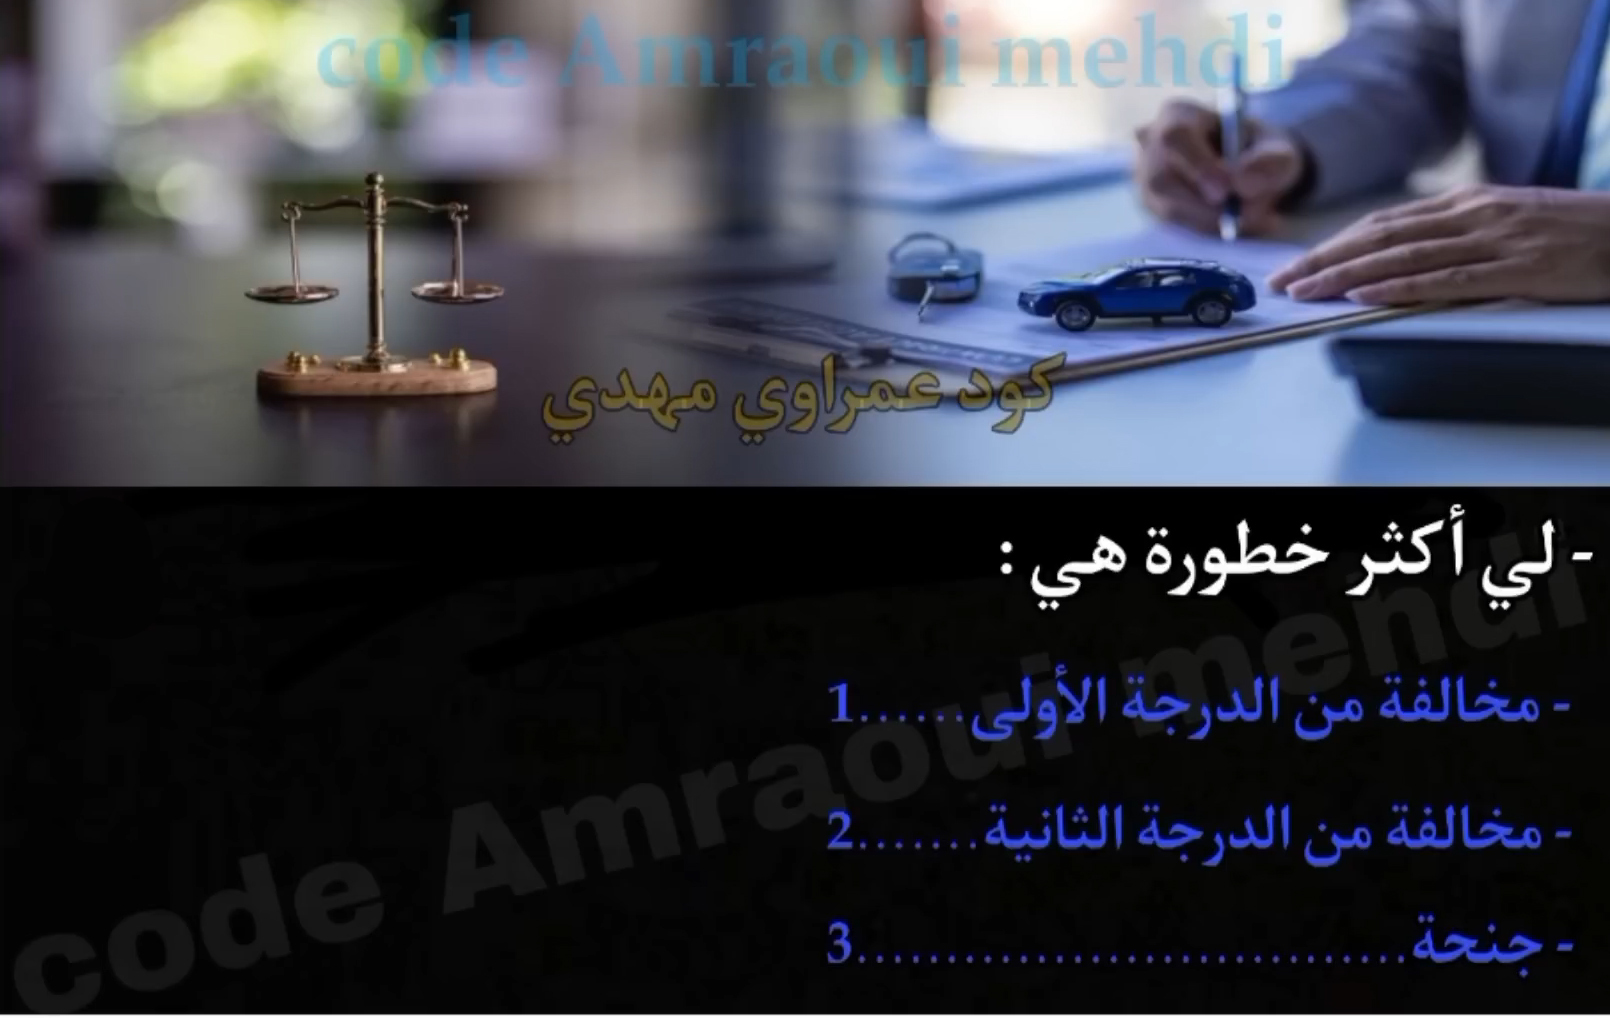 code Amraoui mehdi
كود عمراوي مهدي
- لي أكثر خطورة هي :
- مخالفة من الدرجة الأولى......1
- مخالفة من الدرجة الثانية.......2
- جنحة...............................3
code Amraoui mehdi